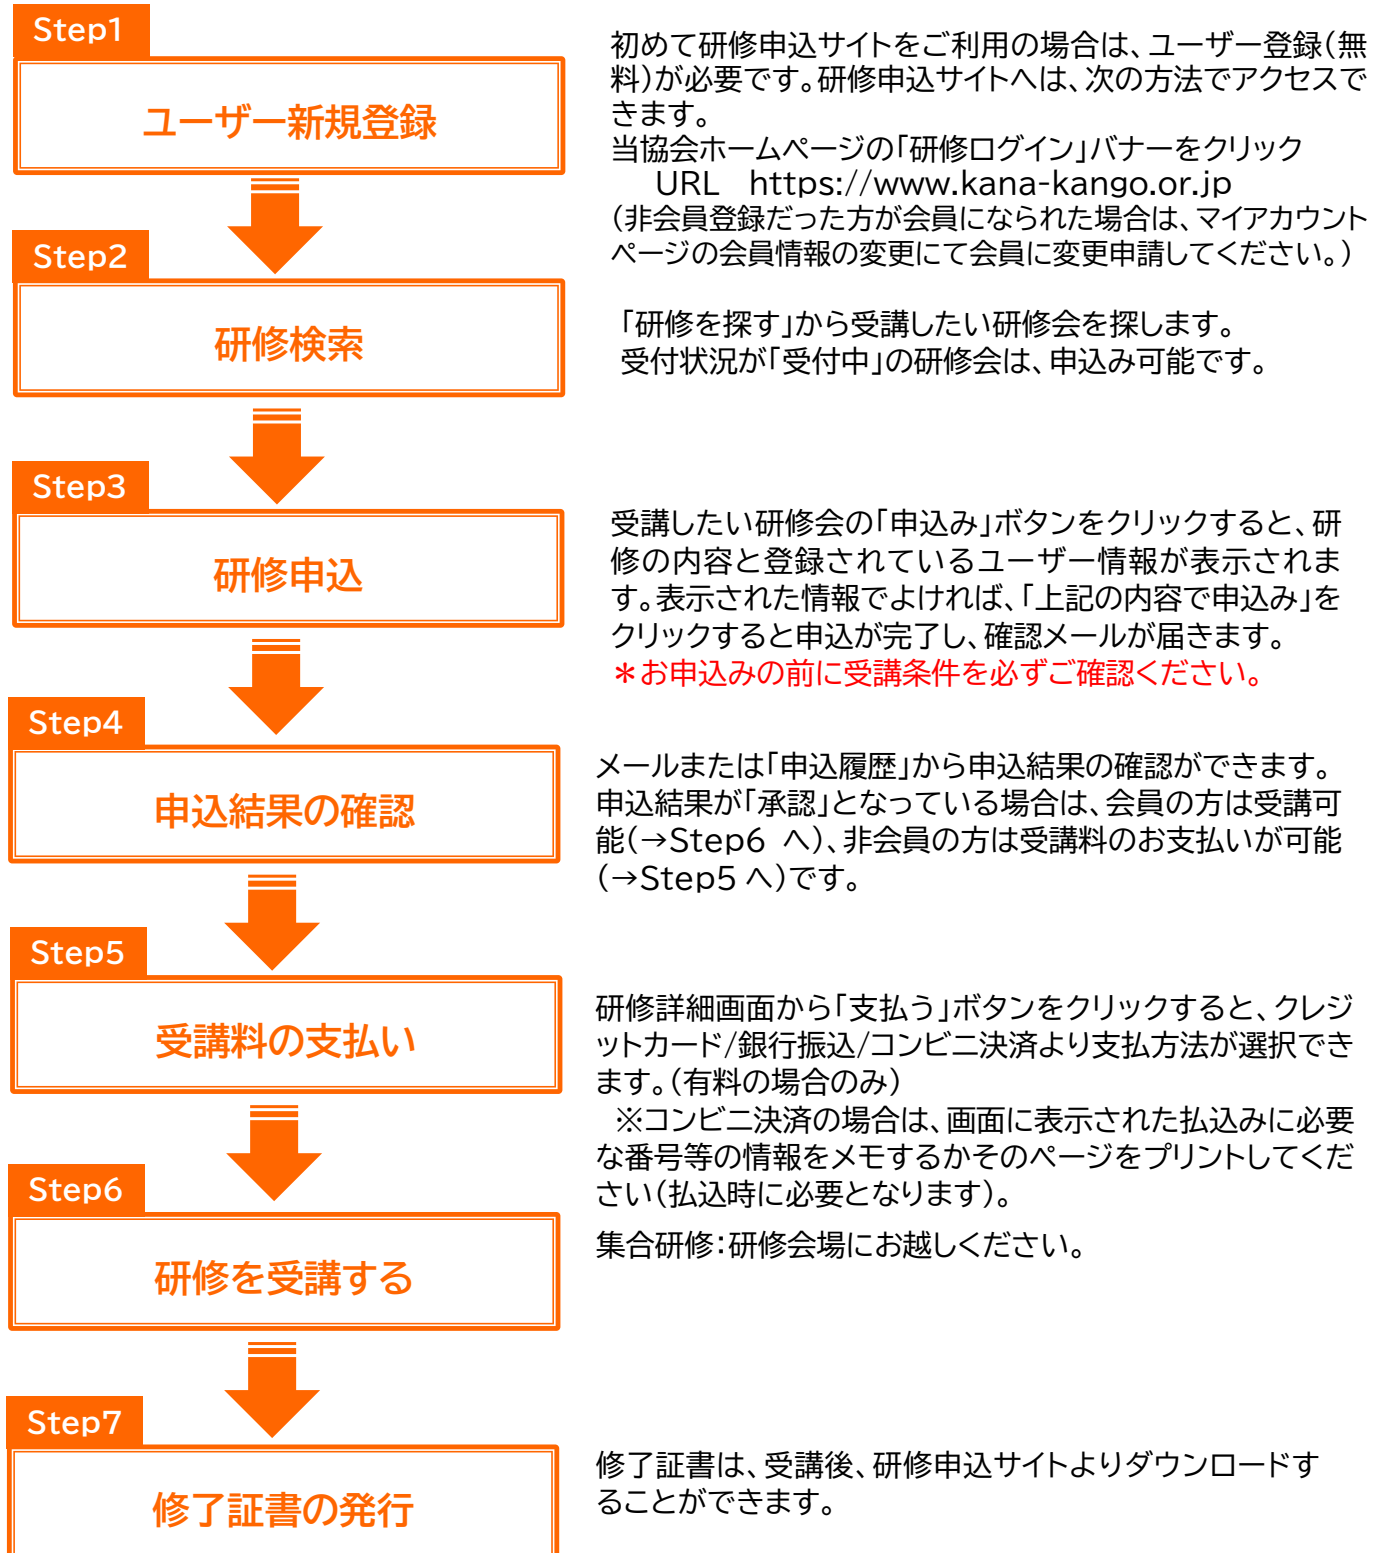 Step1
ユーザー新規登録
初めて研修申込サイトをご利用の場合は、ユーザー登録（無
料）が必要です。研修申込サイトへは、次の方法でアクセスで
きます。
当協会ホームページの「研修ログイン」バナーをクリック
URL　https://www.kana-kango.or.jp
（非会員登録だった方が会員になられた場合は、マイアカウント
ページの会員情報の変更にて会員に変更申請してください。）
Step2
研修検索
「研修を探す」から受講したい研修会を探します。
受付状況が「受付中」の研修会は、申込み可能です。
Step3
研修申込
受講したい研修会の「申込み」ボタンをクリックすると、研
修の内容と登録されているユーザー情報が表示されま
す。表示された情報でよければ、「上記の内容で申込み」を
クリックすると申込が完了し、確認メールが届きます。
＊お申込みの前に受講条件を必ずご確認ください。
Step4
申込結果の確認
メールまたは「申込履歴」から申込結果の確認ができます。
申込結果が「承認」となっている場合は、会員の方は受講可
能（→Step6 へ）、非会員の方は受講料のお支払いが可能
（→Step5 へ）です。
Step5
受講料の支払い
研修詳細画面から「支払う」ボタンをクリックすると、クレジ
ットカード/銀行振込/コンビニ決済より支払方法が選択でき
ます。（有料の場合のみ）
※コンビニ決済の場合は、画面に表示された払込みに必要
な番号等の情報をメモするかそのページをプリントしてくだ
さい（払込時に必要となります）。
Step6
研修を受講する
集合研修：研修会場にお越しください。
Step7
修了証書の発行
修了証書は、受講後、研修申込サイトよりダウンロードす
ることができます。